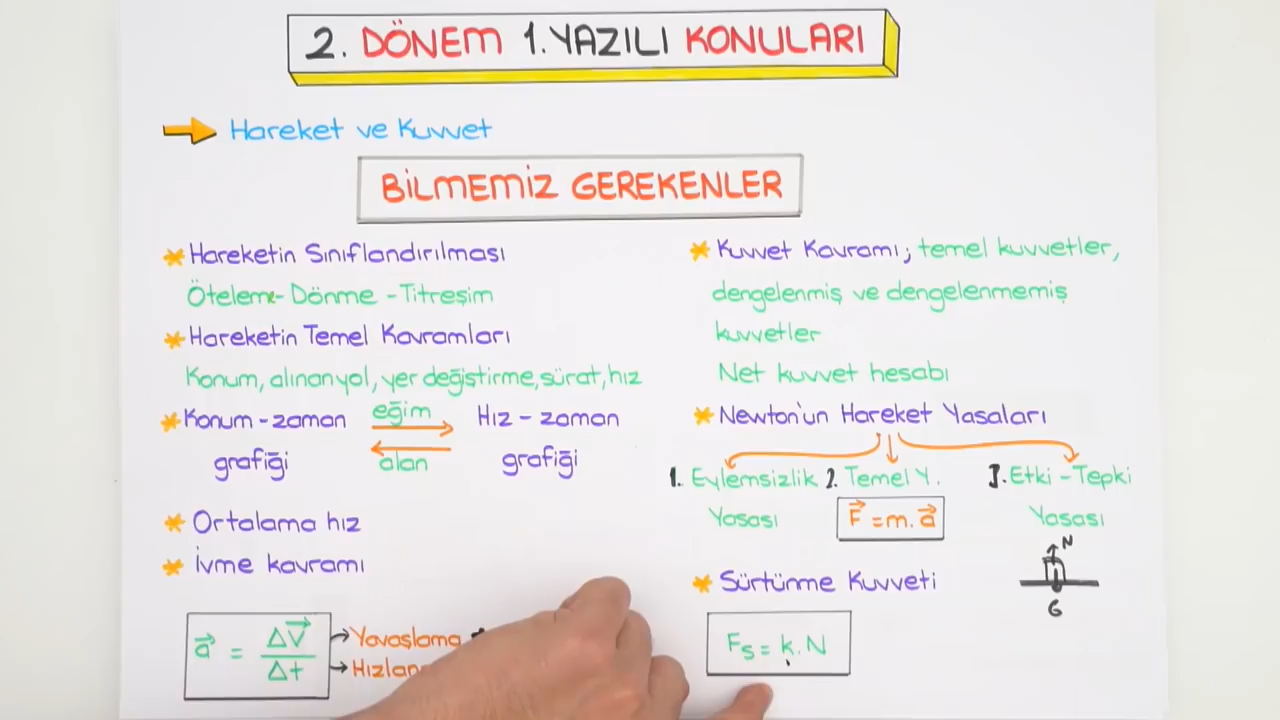 2. DÖNEM 1. YAZILI KONULARI
Hareket ve Kuvvet
BİLMEMİZ GEREKENLER
* Hareketin Sınıflandırılması
Öteleme - Dönme - Titreşim
* Hareketin Temel Kavramları
Konum, alınan yol, yer değiştirme, sürat, hız
* Konum - zaman grafiği
eğim
alan
Hız - zaman grafiği
* Ortalama hız
* İvme kavramı
a = ΔV / Δt
Yavaşlama
* Kuvvet Kavramı; temel kuvvetler,
dengelenmiş ve dengelenmemiş
kuvvetler
Net kuvvet hesabı
* Newton'un Hareket Yasaları
1. Eylemsizlik Yasası
2. Temel Y.
F = m. a
3. Etki - Tepki Yasası
N
G
* Sürtünme Kuvveti
Fs = k. N